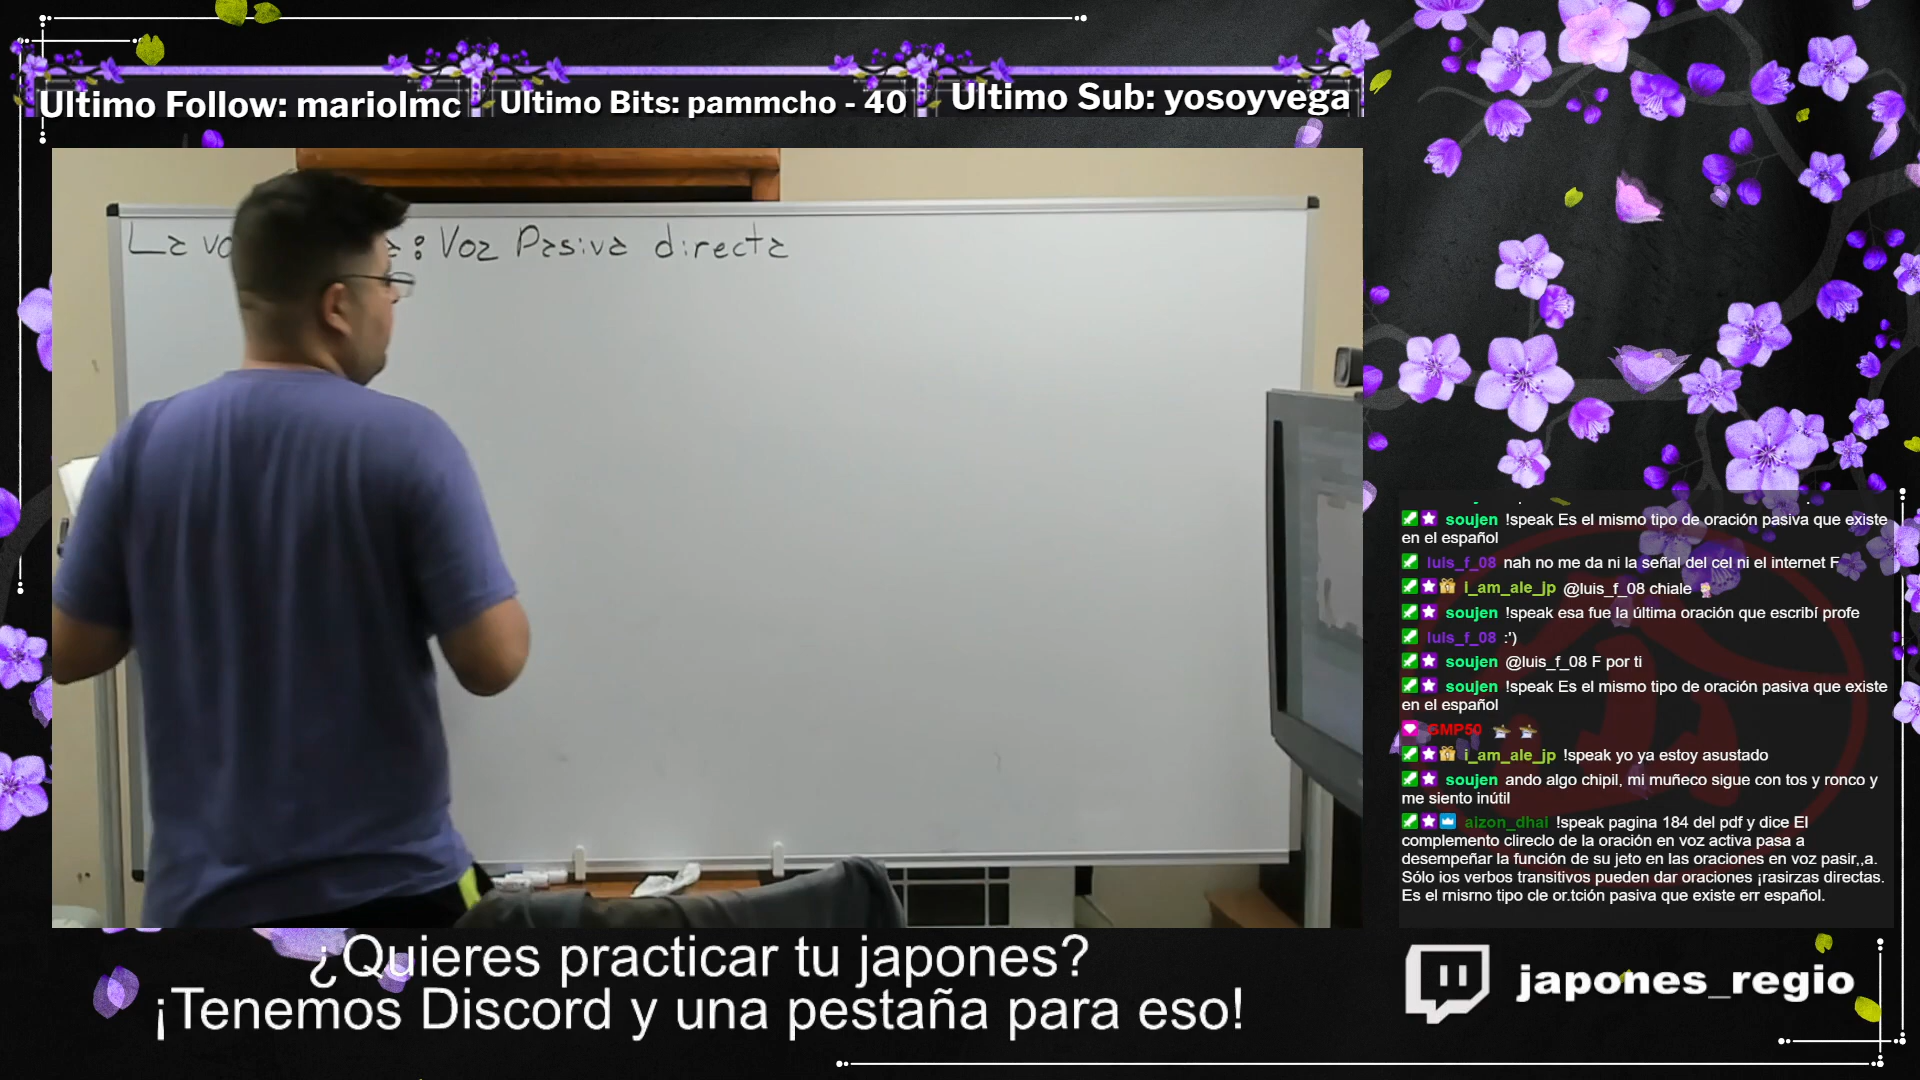 Ultimo Follow: mariolmc
Ultimo Bits: pammcho - 40
Ultimo Sub: yosoyvega
La : Voz Pasiva directa
soujen !speak Es el mismo tipo de oración pasiva que existe
en el español
luis_f_08 nah no me da ni la señal del cel ni el internet F
i_am_ale_jp @luis_f_08 chiale
soujen !speak esa fue la última oración que escribí profe
luis_f_08 :')
soujen @luis_f_08 F por ti
soujen !speak Es el mismo tipo de oración pasiva que existe
en el español
GMP50
i_am_ale_jp !speak yo ya estoy asustado
soujen ando algo chipil, mi muñeco sigue con tos y ronco y
me siento inútil
aizon_dhal !speak pagina 184 del pdf y dice El
complemento clireclo de la oración en voz activa pasa a
desempeñar la función de su jeto en las oraciones en voz pasir,,a.
Sólo ios verbos transitivos pueden dar oraciones ¡rasirzas directas.
Es el rnisrno tipo cle or.tción pasiva que existe err español.
¿Quieres practicar tu japones?
¡Tenemos Discord y una pestaña para eso!
japones_regio